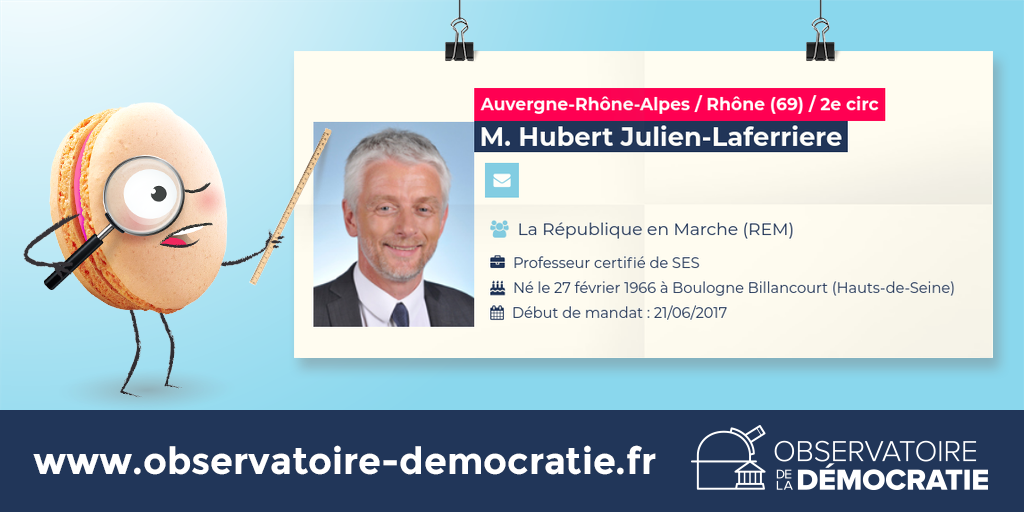 Auvergne-Rhône-Alpes / Rhône (69) / 2e circ
M. Hubert Julien-Laferriere
La République en Marche (REM)
Professeur certifié de SES
Né le 27 février 1966 à Boulogne Billancourt (Hauts-de-Seine)
Début de mandat : 21/06/2017
www.observatoire-democratie.fr
OBSERVATOIRE
DE LA DÉMOCRATIE